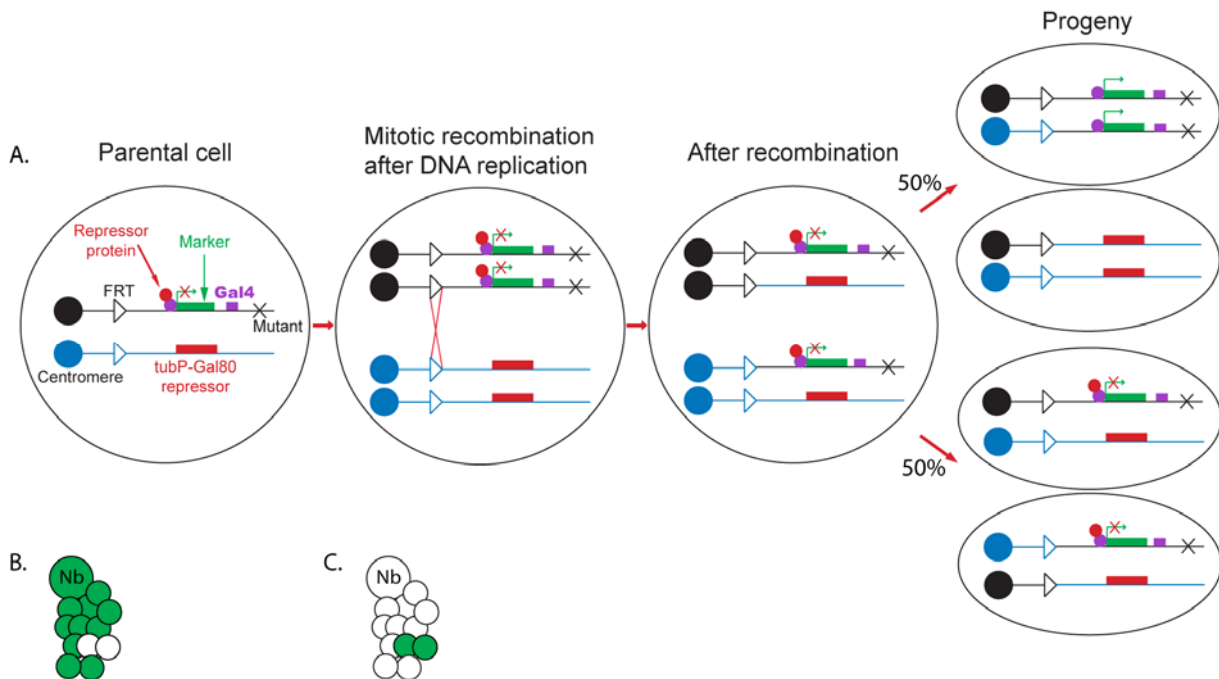 A.
Parental cell
Repressor
protein
Marker
FRT
Gal4
Mutant
Centromere
tubP-Gal80
repressor
Mitotic recombination
after DNA replication
After recombination
50%
50%
Progeny
B.
Nb
C.
Nb